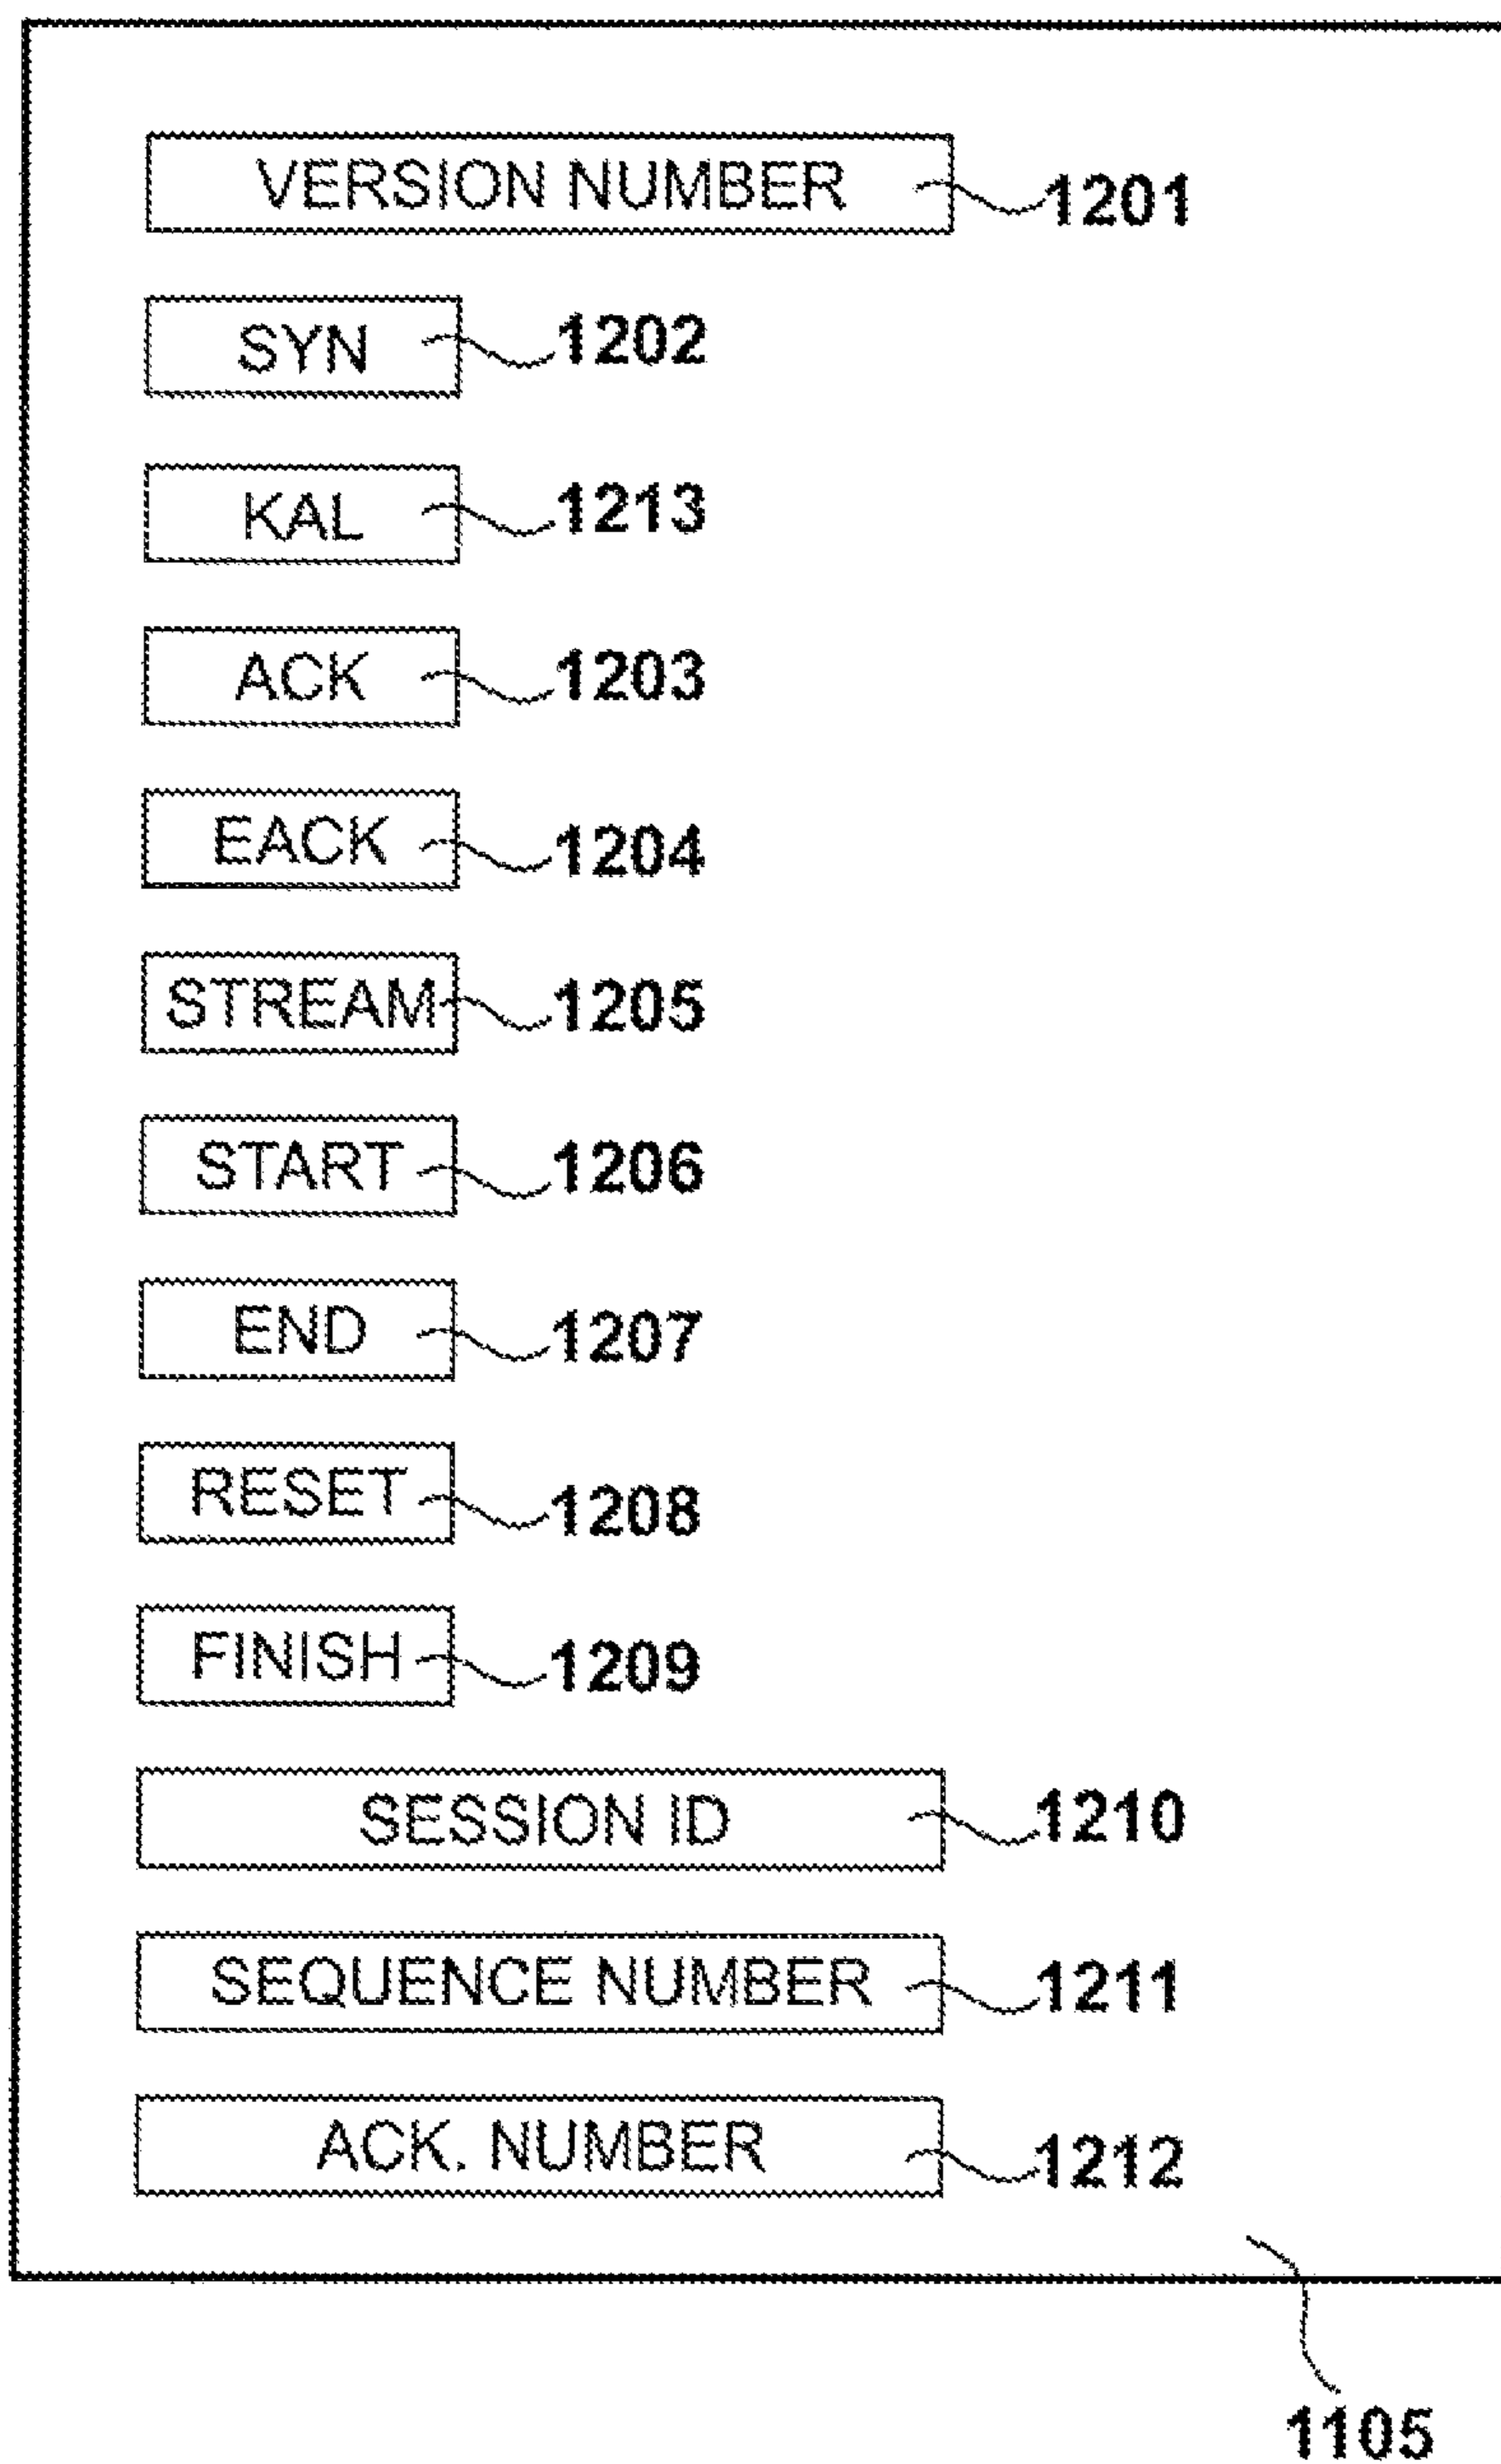 VERSION NUMBER 1201
SYN 1202
KAL 1213
ACK 1203
EACK 1204
STREAM 1205
START 1206
END 1207
RESET 1208
FINISH 1209
SESSION ID 1210
SEQUENCE NUMBER 1211
ACK. NUMBER 1212
1105